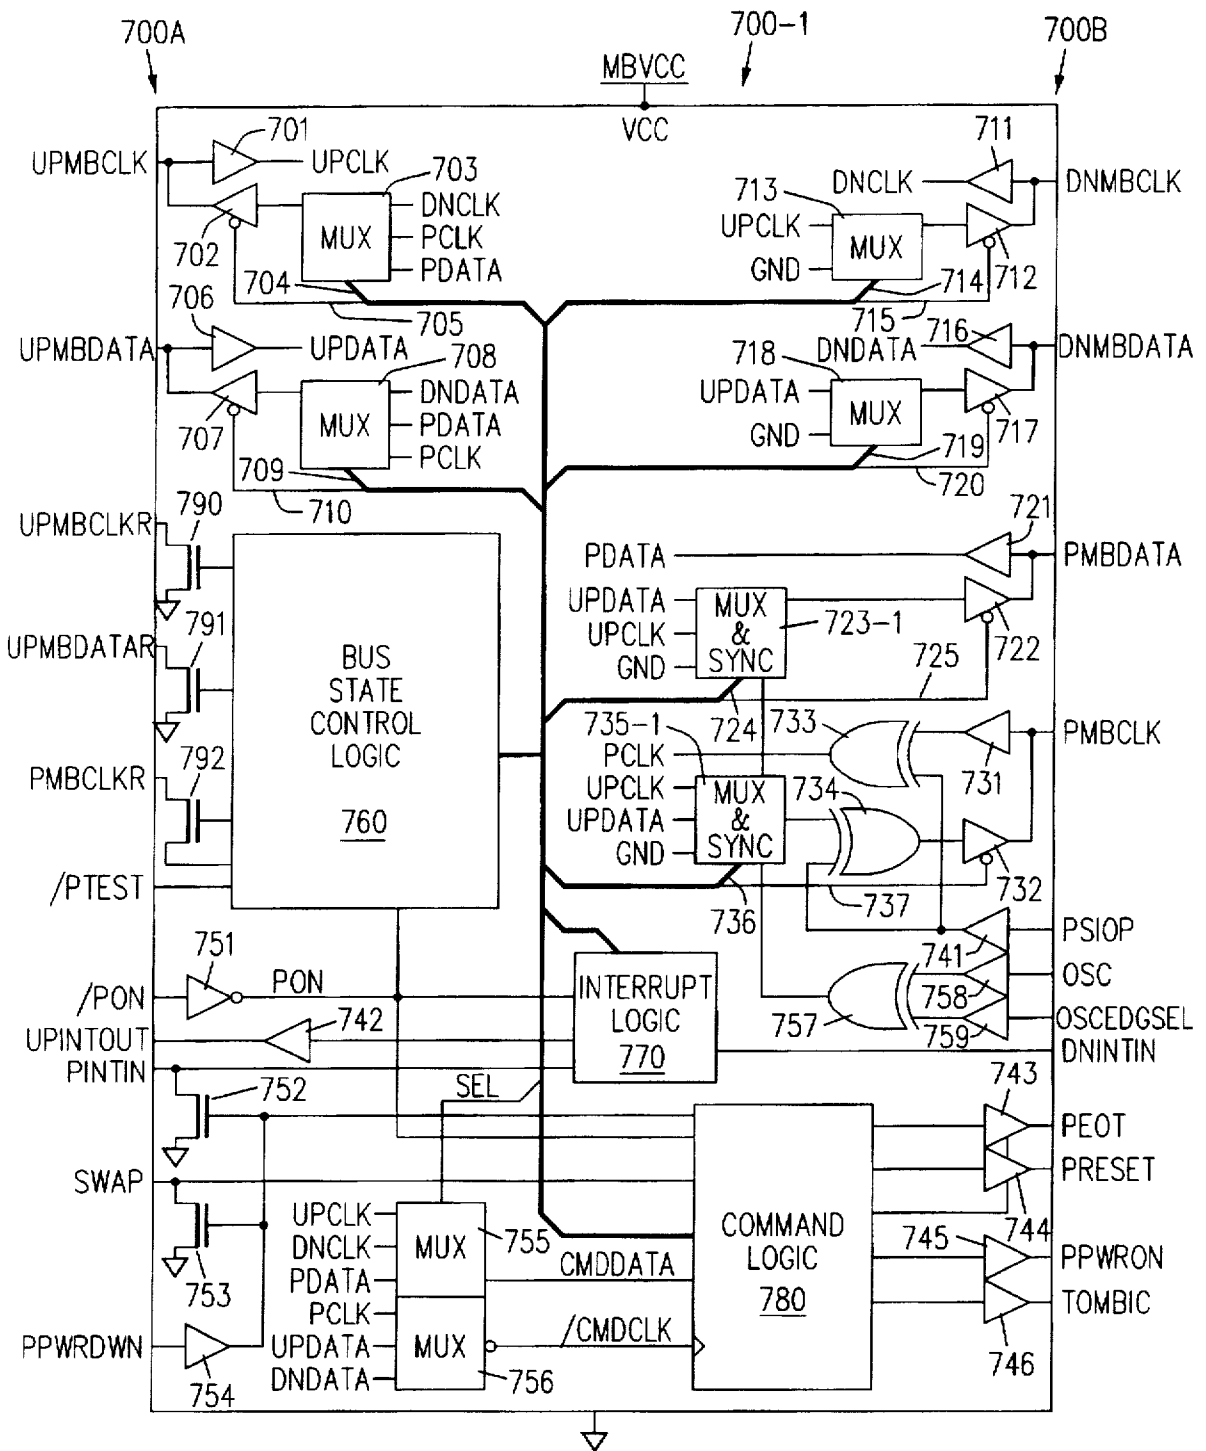 700A
700-1
700B
MBVCC
VCC
UPMBCLK
701
UPCLK
703
DNCLK
PCLK
PDATA
MUX
702
704
705
711
DNCLK
DNMBCLK
713
UPCLK
GND
MUX
712
714
715
706
UPMBDATA
UPDATA
708
DNDATA
PDATA
PCLK
MUX
707
709
710
716
DNDATA
DNMBDATA
718
UPDATA
GND
MUX
717
719
720
UPMBCLKR
790
UPMBDATAR
791
PMBCLKR
792
/PTEST
BUS
STATE
CONTROL
LOGIC
760
721
PDATA
PMBDATA
UPDATA
UPCLK
GND
MUX
&
SYNC
723-1
722
725
724
735-1
733
PCLK
PMBCLK
731
UPCLK
UPDATA
GND
MUX
&
SYNC
734
732
736
737
PSIOP
741
OSC
758
OSCEDGSEL
759
757
DNINTIN
751
/PON
PON
UPINTOUT
742
PINTIN
INTERRUPT
LOGIC
770
752
SEL
SWAP
753
PPWRDWN
754
UPCLK
DNCLK
PDATA
MUX
755
PCLK
UPDATA
DNDATA
MUX
756
CMDDATA
/CMDCLK
COMMAND
LOGIC
780
743
PEOT
PRESET
744
745
PPWRON
TOMBIC
746